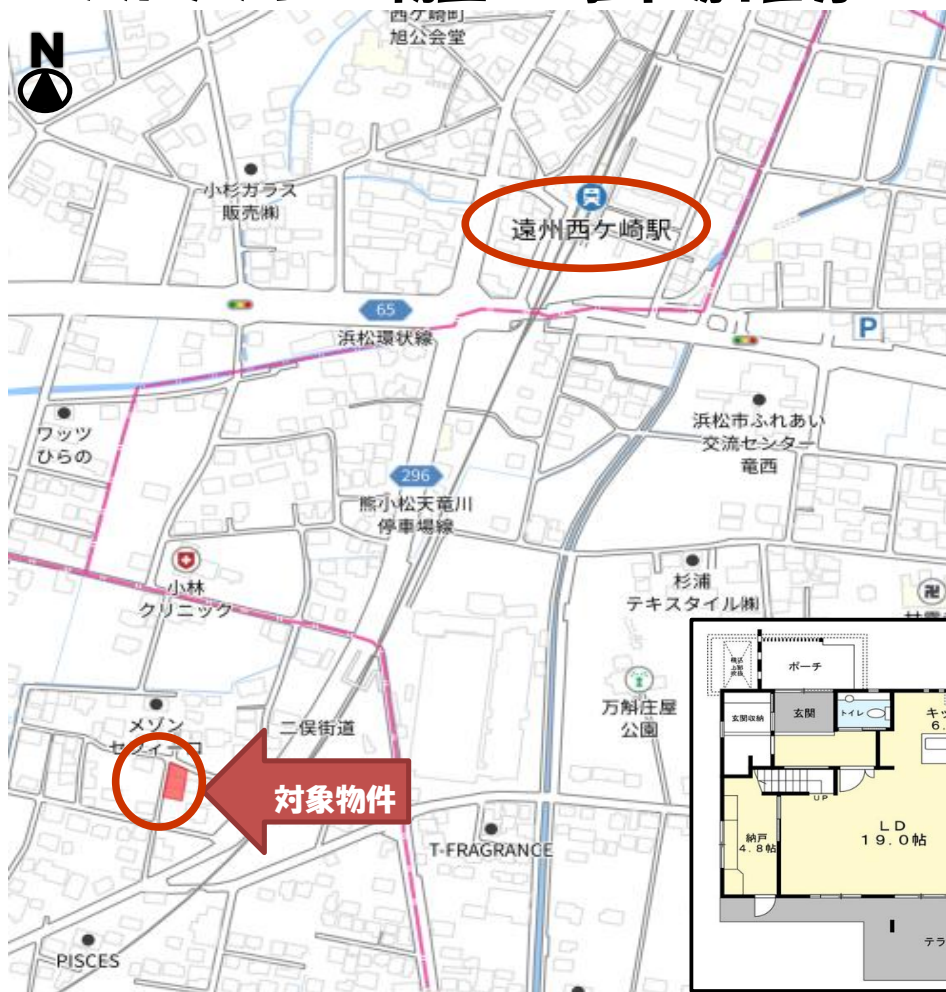 西ケ崎町
旭公会堂
N
小杉ガラス
販売㈱
遠州西ケ崎駅
65
浜松環状線
P
ワッツ
ひらの
浜松市ふれあい
交流センター
竜西
296
熊小松天竜川
停車場線
小林
クリニック
杉浦
テキスタイル㈱
卍
万斛庄屋
公園
メゾン
二俣街道
対象物件
T-FRAGRANCE
PISCES
ポーチ
玄関収納
玄関
トイレ
キッ
6.
UP
納戸
4.8帖
LD
19.0帖
テラ